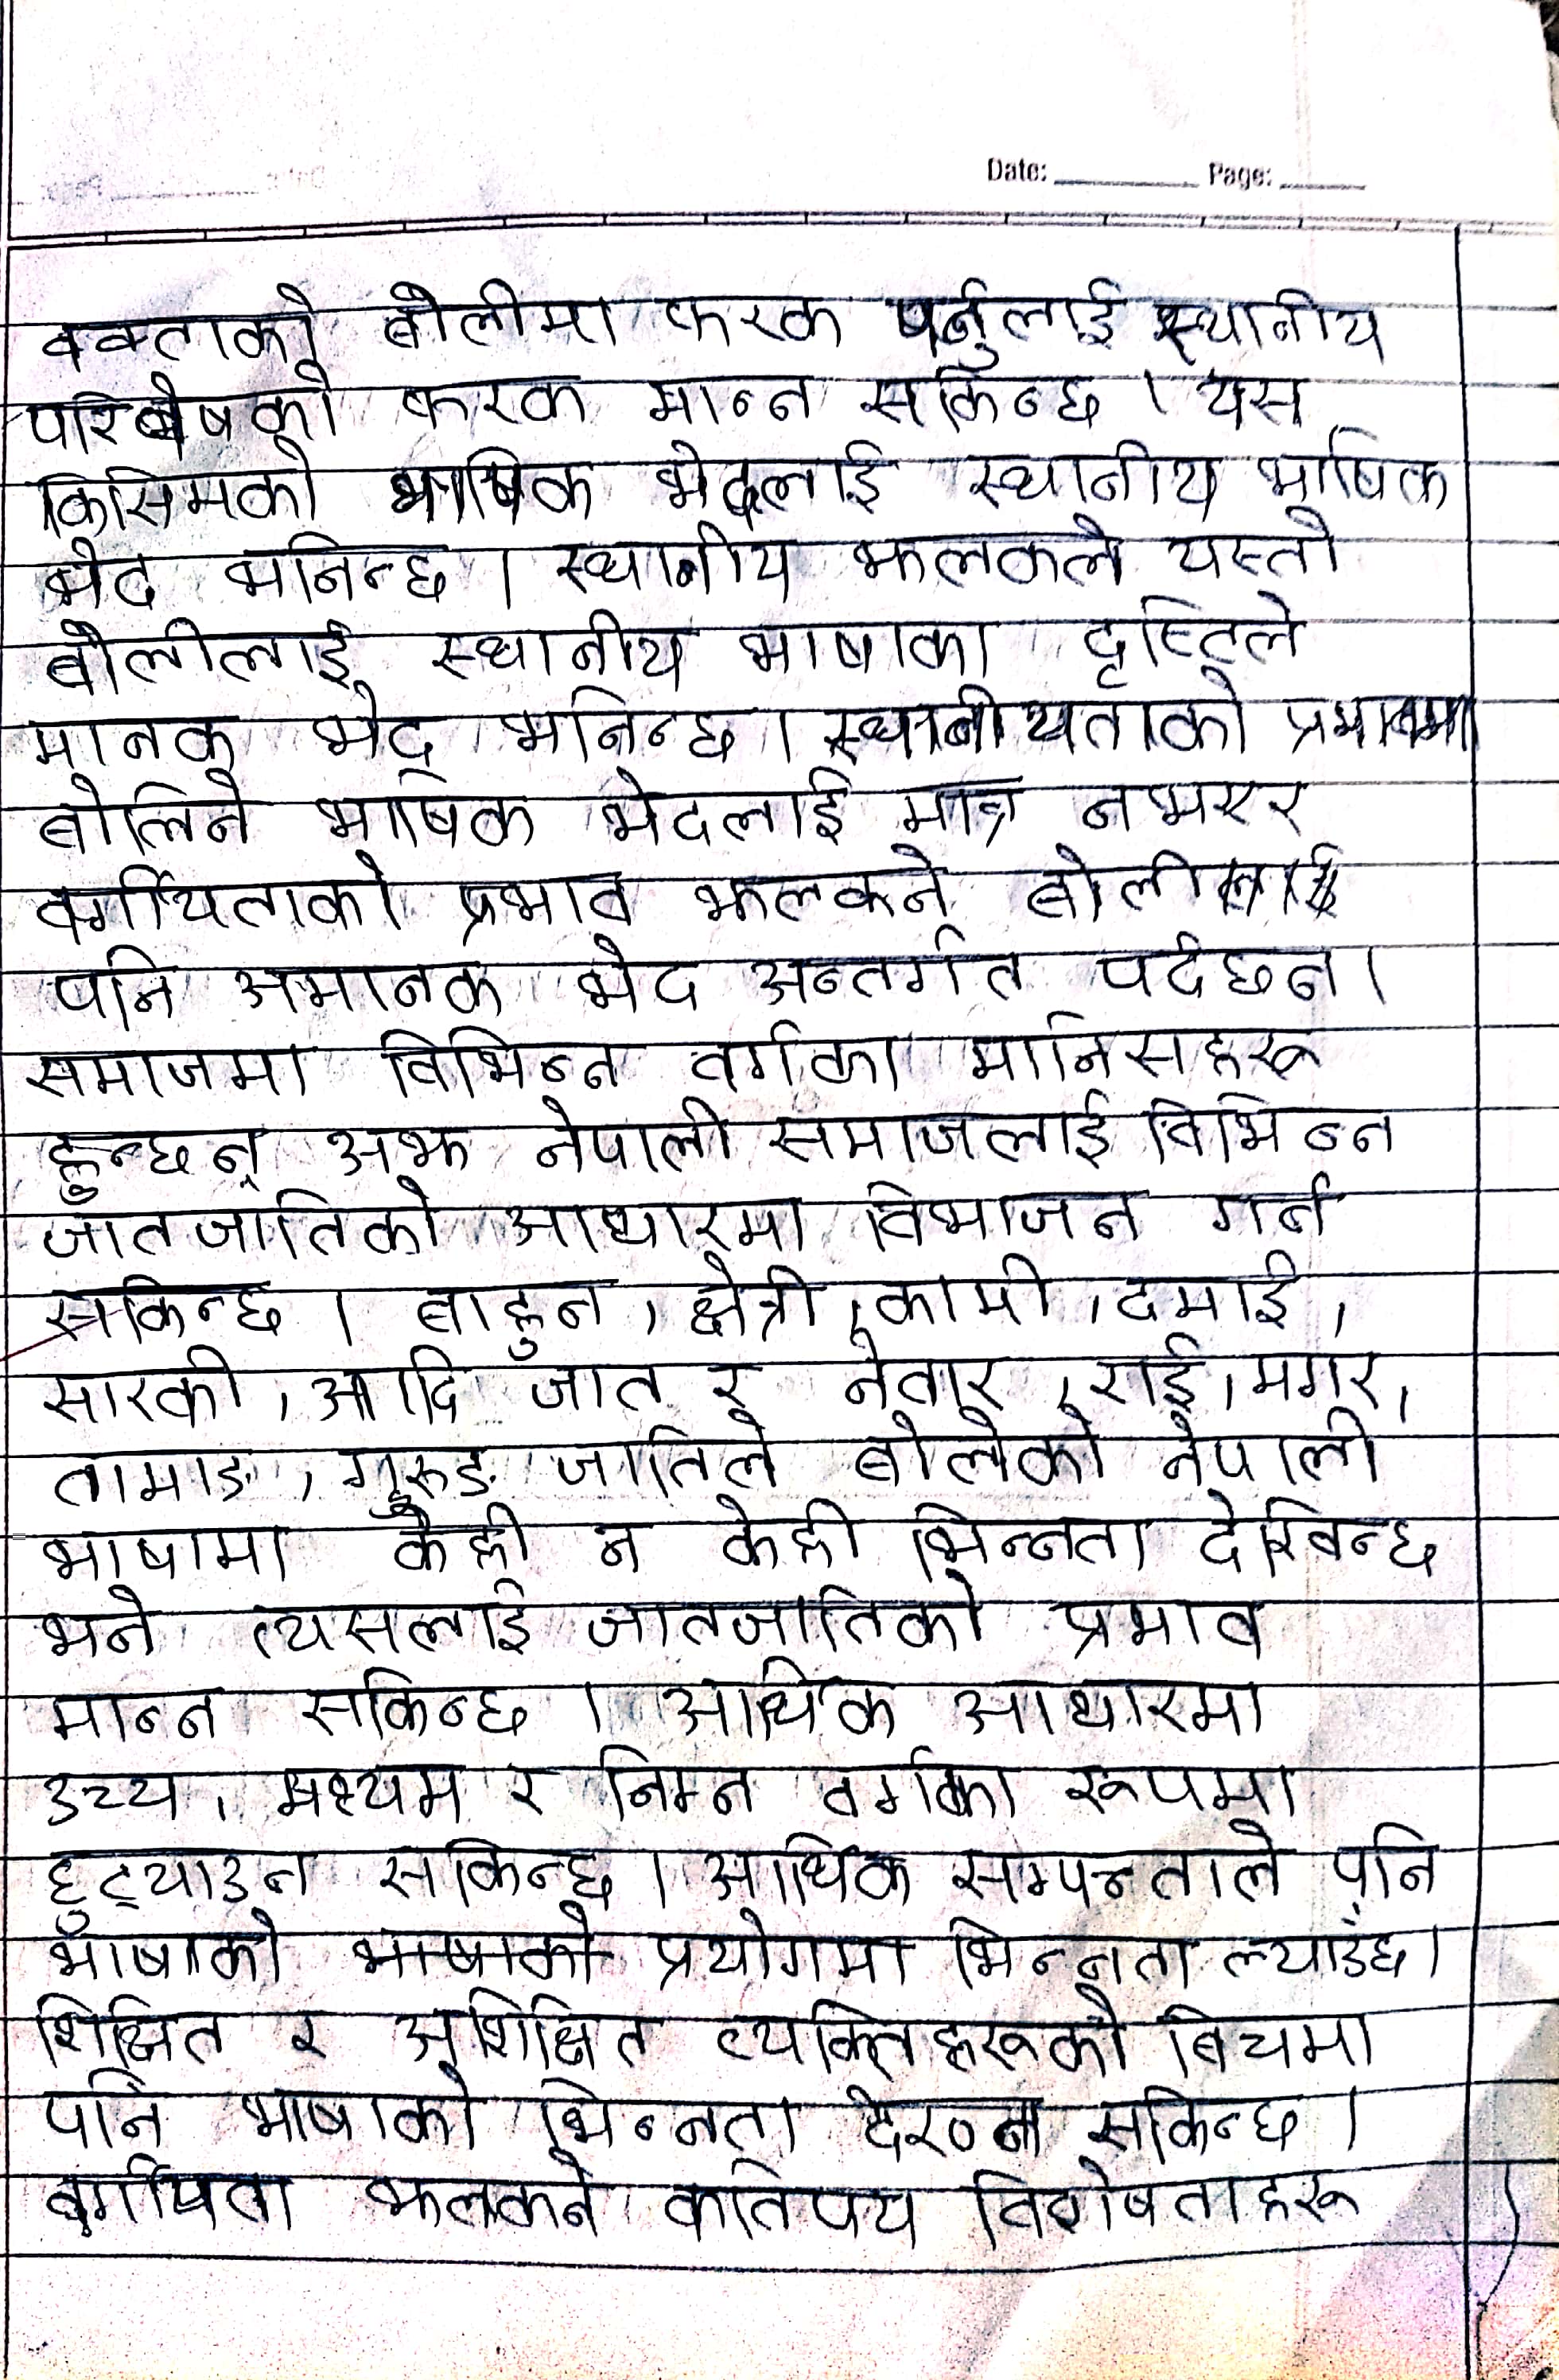 Date: Page:
वक्ताको बोलीमा फरक पर्नुलाई स्थानीय
परिबेषको फरक मान्न सकिन्छ । यस
किसिमको भाषिक भेदलाई स्थानीय भाषिक
भेद भनिन्छ । स्थानीय झलकले यस्तो
बोलीलाई स्थानीय भाषाका दृष्टिले
मानक भेद भनिन्छ । स्थानीयताको प्रभावमा
बोलिने भाषिक भेदलाई मात्र नभएर
वर्गीयताको प्रभाव झल्कने बोली
पनि अमानक भेद अन्तर्गत पर्दछन ।
समाजमा विभिन्न वर्गका मानिसहरू
हुन्छन् अझ नेपाली समाजलाई विभिन्न
जातजातिको आधारमा विभाजन गर्न
सकिन्छ । बाहुन, क्षेत्री, कामी, दमाई,
सारकी, आदि जात र नेवार, राई, मगर,
तामाङ, गुरुङ जातिले बोलेको नेपाली
भाषामा केही न केही भिन्नता देखिन्छ
भने त्यसलाई जातजातिको प्रभाव
मान्न सकिन्छ । आर्थिक आधारमा
उच्य, मध्यम र निम्न वर्गका रूपमा
छुट्याउन सकिन्छ । आर्थिक सम्पन्नताले पनि
भाषाको भाषाको प्रयोगमा भिन्नता ल्याउँछ ।
शिक्षित र अशिक्षित व्यक्तिहरूको बिचमा
पनि भाषाको भिन्नता देख्न सकिन्छ ।
वर्गीयता झल्कने कतिपय विशेषताहरू